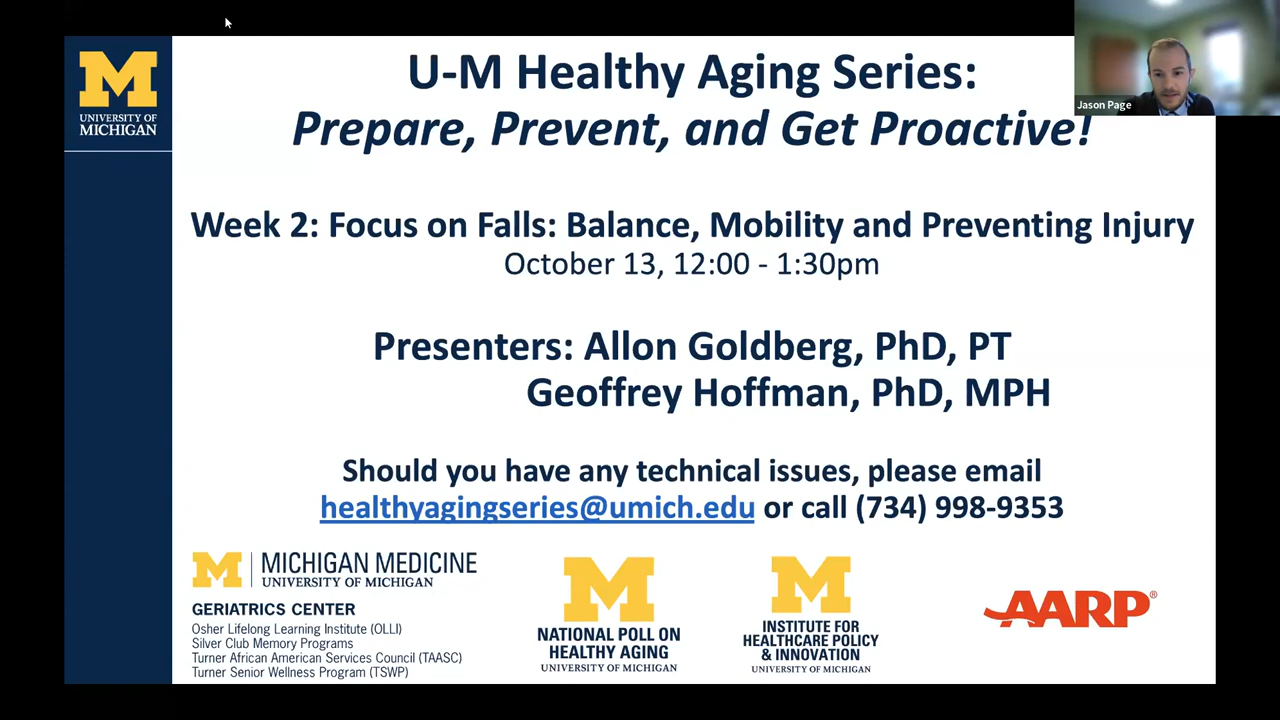 U-M Healthy Aging Series:
Prepare, Prevent, and Get Proactive!
Jason Page
M
UNIVERSITY OF
MICHIGAN
Week 2: Focus on Falls: Balance, Mobility and Preventing Injury
October 13, 12:00 - 1:30pm
Presenters: Allon Goldberg, PhD, PT
Geoffrey Hoffman, PhD, MPH
Should you have any technical issues, please email
healthyagingseries@umich.edu or call (734) 998-9353
M MICHIGAN MEDICINE
UNIVERSITY OF MICHIGAN
GERIATRICS CENTER
Osher Lifelong Learning Institute (OLLI)
Silver Club Memory Programs
Turner African American Services Council (TAASC)
Turner Senior Wellness Program (TSWP)
M
NATIONAL POLL ON
HEALTHY AGING
UNIVERSITY OF MICHIGAN
M
INSTITUTE FOR
HEALTHCARE POLICY
& INNOVATION
UNIVERSITY OF MICHIGAN
AARP®